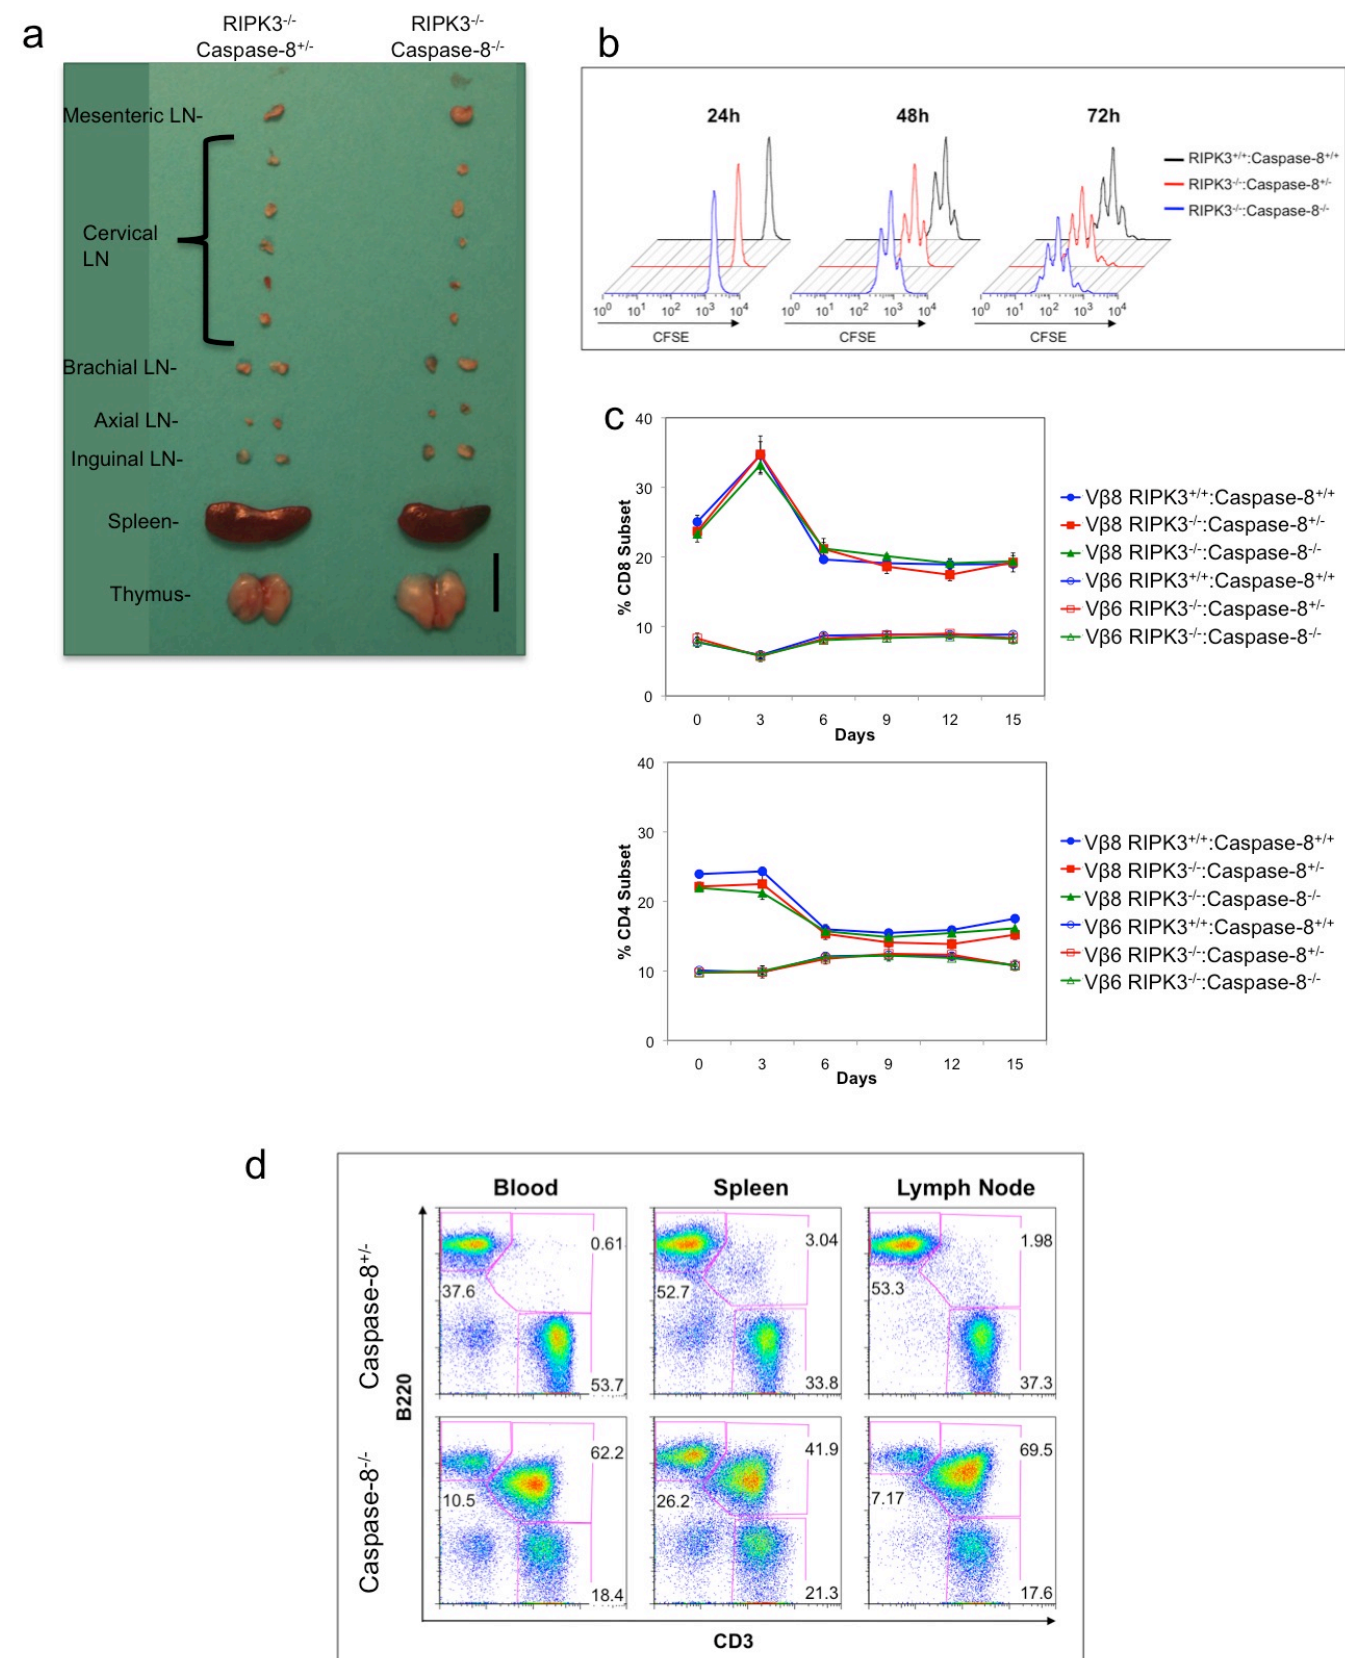 a
RIPK3-/-
Caspase-8+/-
RIPK3-/-
Caspase-8-/-
Mesenteric LN-
Cervical
LN
Brachial LN-
Axial LN-
Inguinal LN-
Spleen-
Thymus-
b
24h 48h 72h
RIPK3+/+:Caspase-8+/+
RIPK3-/-:Caspase-8+/-
RIPK3-/-:Caspase-8-/-
10^0 10^1 10^2 10^3 10^4
CFSE
10^0 10^1 10^2 10^3 10^4
CFSE
10^0 10^1 10^2 10^3 10^4
CFSE
c
% CD8 Subset
40
30
20
10
0
0 3 6 9 12 15
Days
Vβ8 RIPK3+/+:Caspase-8+/+
Vβ8 RIPK3-/-:Caspase-8+/-
Vβ8 RIPK3-/-:Caspase-8-/-
Vβ6 RIPK3+/+:Caspase-8+/+
Vβ6 RIPK3-/-:Caspase-8+/-
Vβ6 RIPK3-/-:Caspase-8-/-
% CD4 Subset
40
30
20
10
0
0 3 6 9 12 15
Days
Vβ8 RIPK3+/+:Caspase-8+/+
Vβ8 RIPK3-/-:Caspase-8+/-
Vβ8 RIPK3-/-:Caspase-8-/-
Vβ6 RIPK3+/+:Caspase-8+/+
Vβ6 RIPK3-/-:Caspase-8+/-
Vβ6 RIPK3-/-:Caspase-8-/-
d
Blood Spleen Lymph Node
Caspase-8+/-
0.61 3.04 1.98
37.6 52.7 53.3
53.7 33.8 37.3
B220
Caspase-8-/-
62.2 41.9 69.5
10.5 26.2 7.17
18.4 21.3 17.6
CD3